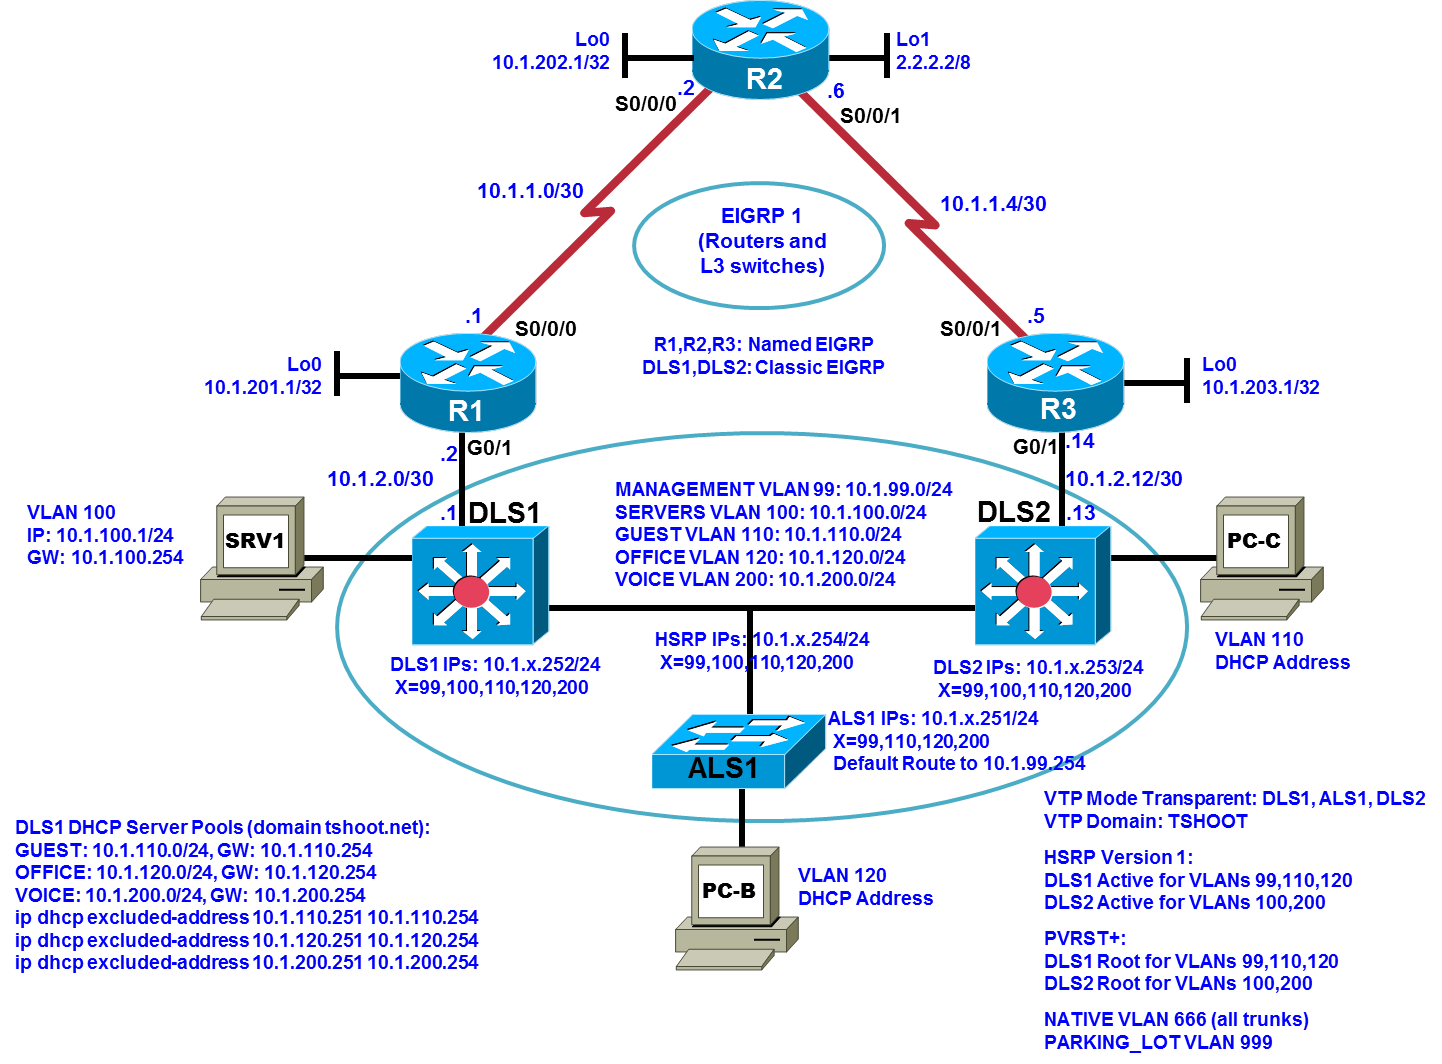 Lo0
10.1.202.1/32
Lo1
2.2.2.2/8
R2
.2
.6
S0/0/0
S0/0/1
10.1.1.0/30
10.1.1.4/30
EIGRP 1
(Routers and
L3 switches)
.1
S0/0/0
.5
S0/0/1
R1,R2,R3: Named EIGRP
DLS1,DLS2: Classic EIGRP
Lo0
10.1.201.1/32
R1
Lo0
10.1.203.1/32
R3
.2
G0/1
10.1.2.0/30
G0/1
.14
10.1.2.12/30
VLAN 100
IP: 10.1.100.1/24
GW: 10.1.100.254
SRV1
.1
DLS1
MANAGEMENT VLAN 99: 10.1.99.0/24
SERVERS VLAN 100: 10.1.100.0/24
GUEST VLAN 110: 10.1.110.0/24
OFFICE VLAN 120: 10.1.120.0/24
VOICE VLAN 200: 10.1.200.0/24
DLS2
.13
PC-C
VLAN 110
DHCP Address
HSRP IPs: 10.1.x.254/24
X=99,100,110,120,200
DLS1 IPs: 10.1.x.252/24
X=99,100,110,120,200
DLS2 IPs: 10.1.x.253/24
X=99,100,110,120,200
ALS1 IPs: 10.1.x.251/24
X=99,110,120,200
Default Route to 10.1.99.254
ALS1
PC-B
VLAN 120
DHCP Address
DLS1 DHCP Server Pools (domain tshoot.net):
GUEST: 10.1.110.0/24, GW: 10.1.110.254
OFFICE: 10.1.120.0/24, GW: 10.1.120.254
VOICE: 10.1.200.0/24, GW: 10.1.200.254
ip dhcp excluded-address 10.1.110.251 10.1.110.254
ip dhcp excluded-address 10.1.120.251 10.1.120.254
ip dhcp excluded-address 10.1.200.251 10.1.200.254
VTP Mode Transparent: DLS1, ALS1, DLS2
VTP Domain: TSHOOT
HSRP Version 1:
DLS1 Active for VLANs 99,110,120
DLS2 Active for VLANs 100,200
PVRST+:
DLS1 Root for VLANs 99,110,120
DLS2 Root for VLANs 100,200
NATIVE VLAN 666 (all trunks)
PARKING_LOT VLAN 999